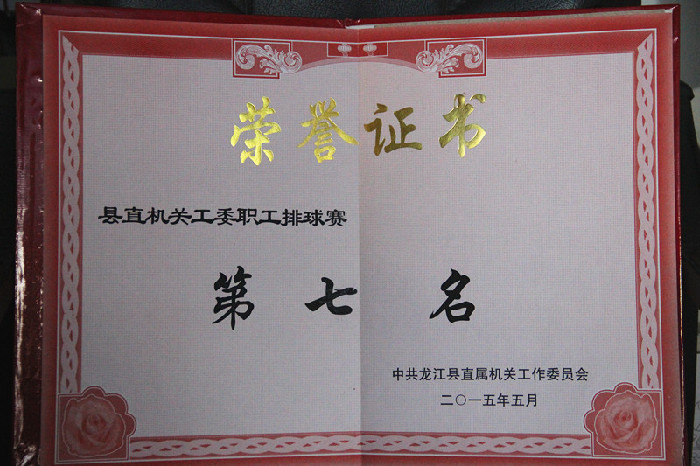 荣誉证书
县直机关工委职工排球赛
第七名
中共龙江县直属机关工作委员会
二〇一五年五月